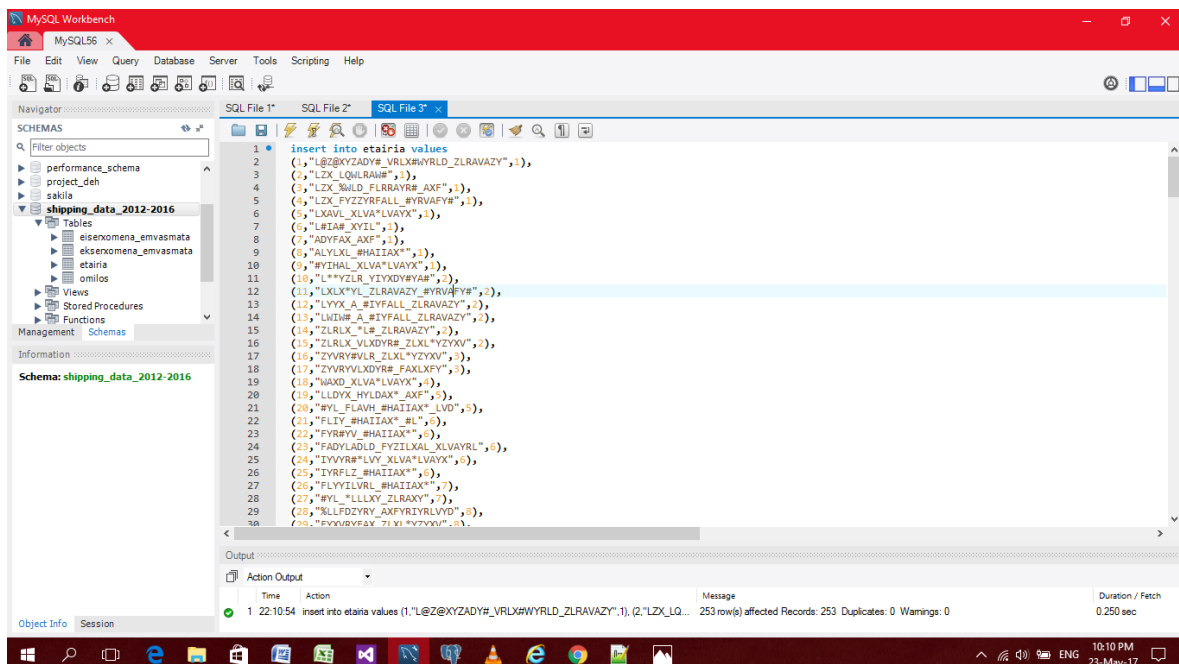 MySQL Workbench
MySQL56 ×
File Edit View Query Database Server Tools Scripting Help
Navigator
SCHEMAS
Filter objects
performance_schema
project_deh
sakila
shipping_data_2012-2016
Tables
eiserxomena_emvasmata
ekserxomena_emvasmata
etairia
omilos
Views
Stored Procedures
Functions
Management Schemas
Information
Schema: shipping_data_2012-2016
Object Info Session
SQL File 1* SQL File 2* SQL File 3* ×
1 insert into etairia values
2 (1,"L@Z@XYZADY#_VRLX#WYRLD_ZLRAVAZY",1),
3 (2,"LZX_LQWLRAW#",1),
4 (3,"LZX_%WLD_FLRRAYR#_AXF",1),
5 (4,"LZX_FYZZYRFALL_#YRVAFY#",1),
6 (5,"LXAVL_XLVA*LVAYX",1),
7 (6,"L#IA#_XYIL",1),
8 (7,"ADYFAX_AXF",1),
9 (8,"ALYLXL_#HAIIAX*",1),
10 (9,"#YIHAL_XLVA*LVAYX",1),
11 (10,"L**YZLR_YIYXDY#YA#",2),
12 (11,"LXLX*YL_ZLRAVAZY_#YRVAFY#",2),
13 (12,"LYYX_A_#IYFALL_ZLRAVAZY",2),
14 (13,"LWIW#_A_#IYFALL_ZLRAVAZY",2),
15 (14,"ZLRLX_*L#_ZLRAVAZY",2),
16 (15,"ZLRLX_VLXDYR#_ZLXL*YZYXV",2),
17 (16,"ZYVRY#VLR_ZLXL*YZYXV",3),
18 (17,"ZYVRYVLXDYR#_FAXLXFY",3),
19 (18,"WAXD_XLVA*LVAYX",4),
20 (19,"LLDYX_HYLDAX*_AXF",5),
21 (20,"#YL_FLAVH_#HAIIAX*_LVD",5),
22 (21,"FLIY_#HAIIAX*_#L",6),
23 (22,"FYR#YV_#HAIIAX*",6),
24 (23,"FADYLADLD_FYZILXAL_XLVAYRL",6),
25 (24,"IYVYR#*LVY_XLVA*LVAYX",6),
26 (25,"IYRFLZ_#HAIIAX*",6),
27 (26,"FLYYILVRL_#HAIIAX*",7),
28 (27,"#YL_*LLLXY_ZLRAXY",7),
29 (28,"%LLFDZYRY_AXFYRIYRLVYD",8),
30 (29,"FYXVRYFAX_ZLXL*YZYXV",8),
Output
Action Output
Time Action Message Duration / Fetch
1 22:10:54 insert into etairia values (1,"L@Z@XYZADY#_VRLX#WYRLD_ZLRAVAZY",1), (2,"LZX_LQ... 253 row(s) affected Records: 253 Duplicates: 0 Warnings: 0 0.250 sec
ENG 10:10 PM
23-May-17